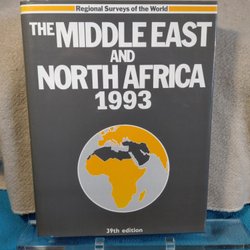 Regional Surveys of the World
THE MIDDLE EAST
AND
NORTH AFRICA
1993
39th edition